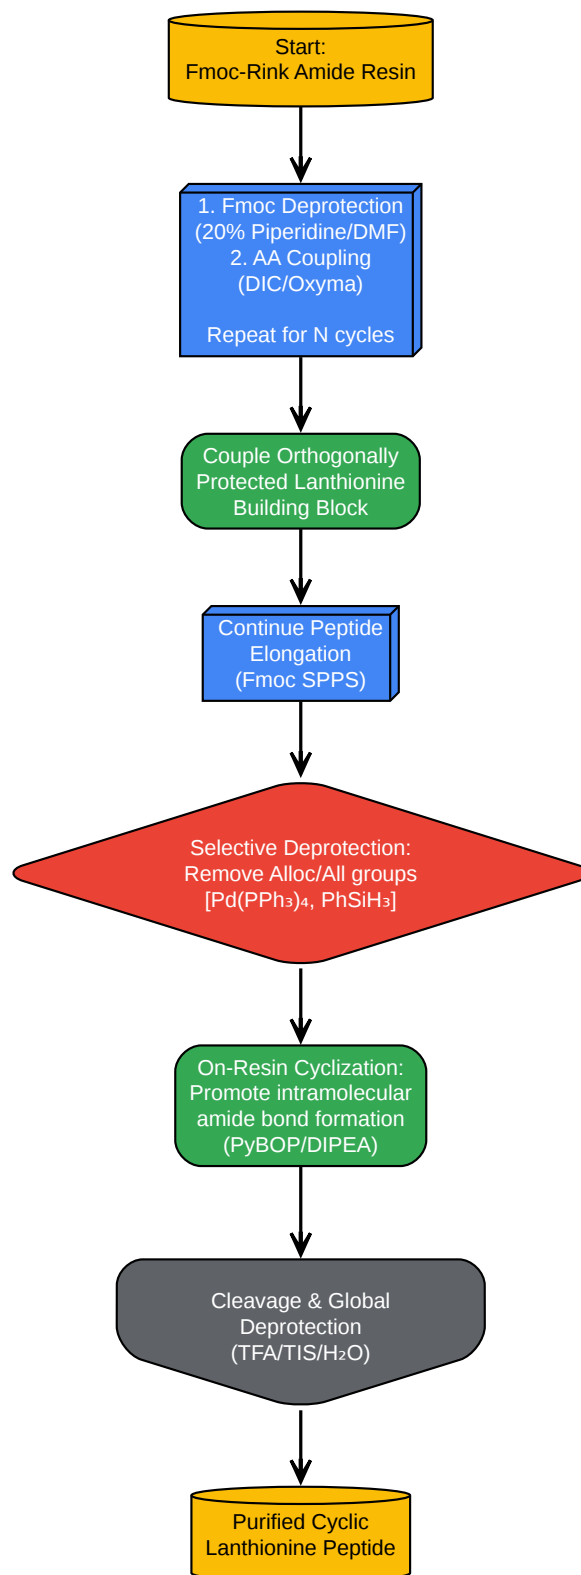 Start:
Fmoc-Rink Amide Resin
1. Fmoc Deprotection
(20% Piperidine/DMF)
2. AA Coupling
(DIC/Oxyma)
Repeat for N cycles
Couple Orthogonally
Protected Lanthionine
Building Block
Continue Peptide
Elongation
(Fmoc SPPS)
Selective Deprotection:
Remove Alloc/All groups
[Pd(PPh₃)₄, PhSiH₃]
On-Resin Cyclization:
Promote intramolecular
amide bond formation
(PyBOP/DIPEA)
Cleavage & Global
Deprotection
(TFA/TIS/H₂O)
Purified Cyclic
Lanthionine Peptide